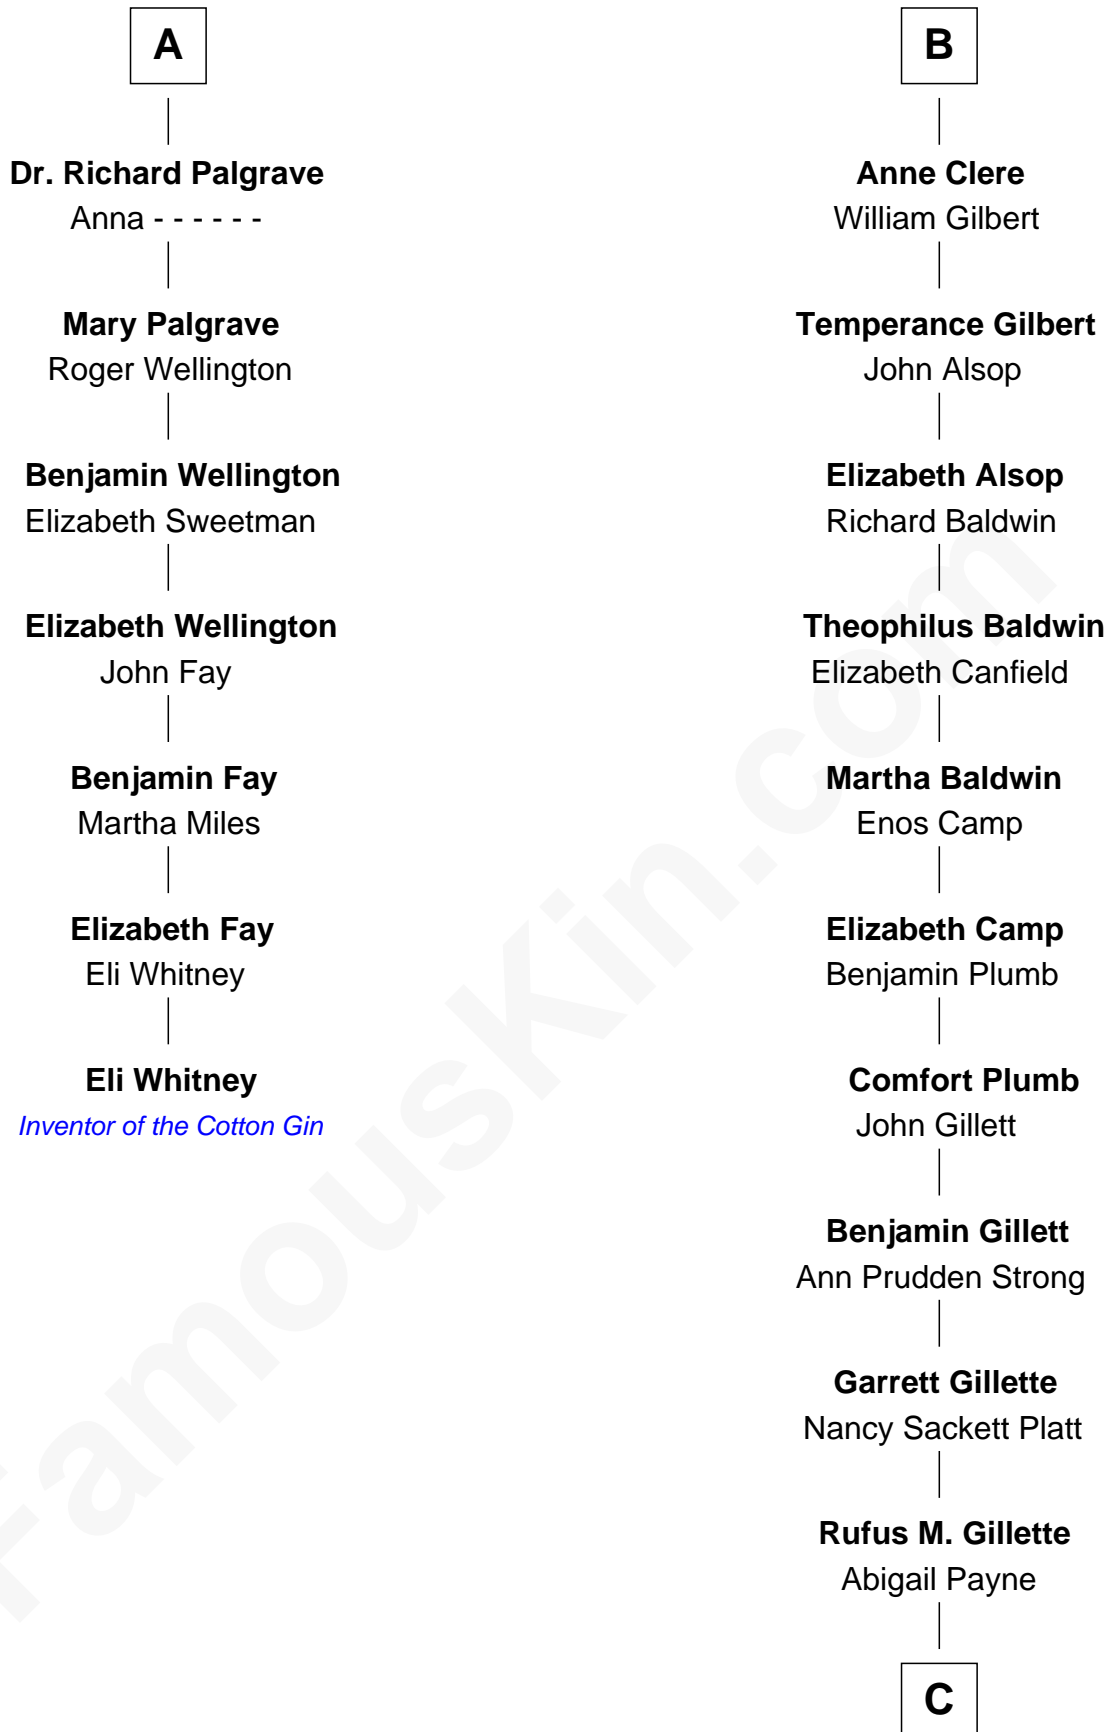 A
Dr. Richard Palgrave
Anna - - - - - -
Mary Palgrave
Roger Wellington
Benjamin Wellington
Elizabeth Sweetman
Elizabeth Wellington
John Fay
Benjamin Fay
Martha Miles
Elizabeth Fay
Eli Whitney
Eli Whitney
Inventor of the Cotton Gin
B
Anne Clere
William Gilbert
Temperance Gilbert
John Alsop
Elizabeth Alsop
Richard Baldwin
Theophilus Baldwin
Elizabeth Canfield
Martha Baldwin
Enos Camp
Elizabeth Camp
Benjamin Plumb
Comfort Plumb
John Gillett
Benjamin Gillett
Ann Prudden Strong
Garrett Gillette
Nancy Sackett Platt
Rufus M. Gillette
Abigail Payne
C
FamousKin.com